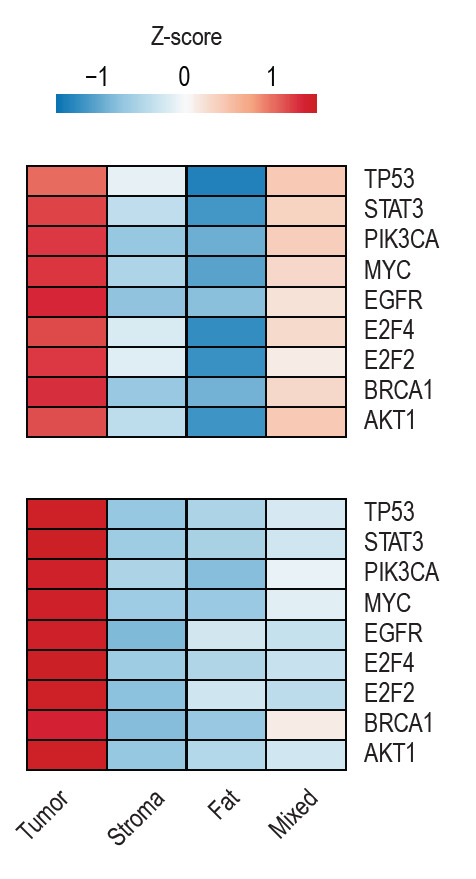 Z-score
−1 0 1
TP53
STAT3
PIK3CA
MYC
EGFR
E2F4
E2F2
BRCA1
AKT1
TP53
STAT3
PIK3CA
MYC
EGFR
E2F4
E2F2
BRCA1
AKT1
Tumor Stroma Fat Mixed